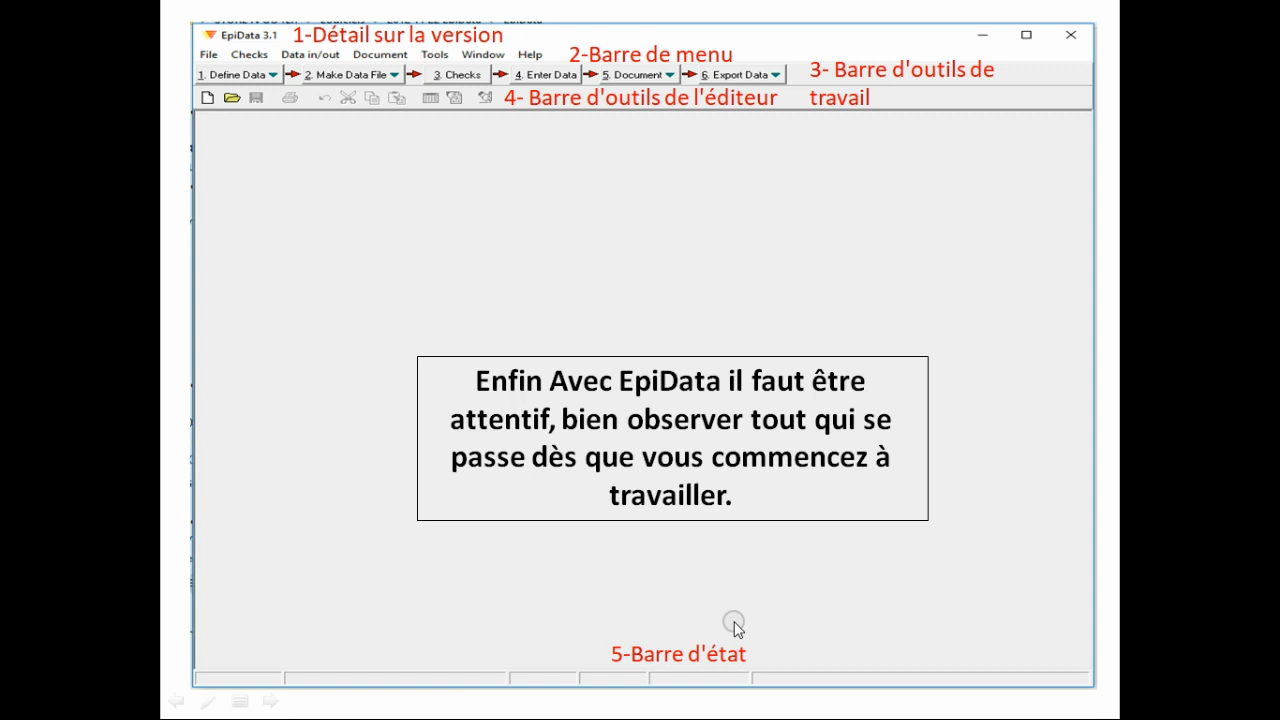 EpiData 3.1
1-Détail sur la version
File Checks Data in/out Document Tools Window Help
2-Barre de menu
1. Define Data 2. Make Data File 3. Checks 4. Enter Data 5. Document 6. Export Data
3- Barre d'outils de
travail
4- Barre d'outils de l'éditeur
Enfin Avec EpiData il faut être
attentif, bien observer tout qui se
passe dès que vous commencez à
travailler.
5-Barre d'état